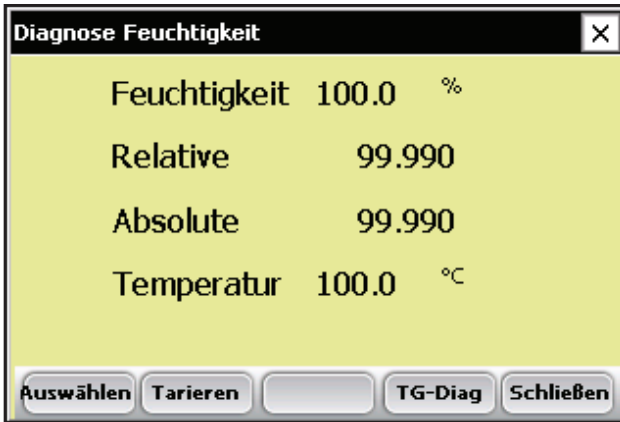 Diagnose Feuchtigkeit
Feuchtigkeit 100.0 %
Relative 99.990
Absolute 99.990
Temperatur 100.0 °C
Auswählen Tarieren TG-Diag Schließen